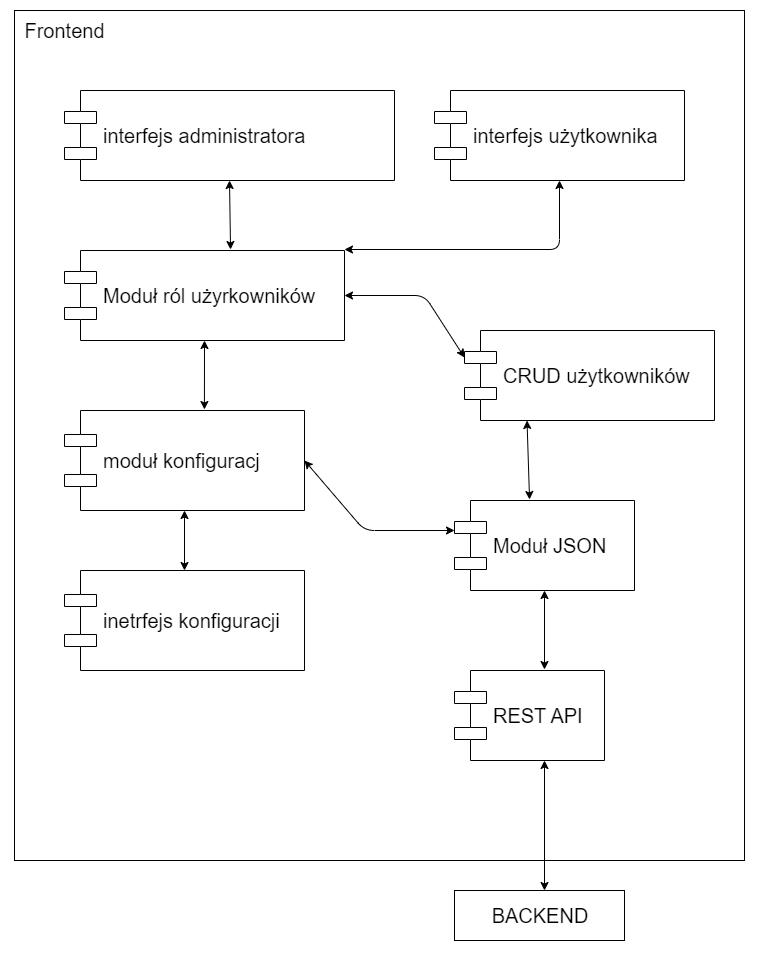 Frontend
interfejs administratora
interfejs użytkownika
Moduł ról użyrkowników
CRUD użytkowników
moduł konfiguracj
Moduł JSON
inetrfejs konfiguracji
REST API
BACKEND